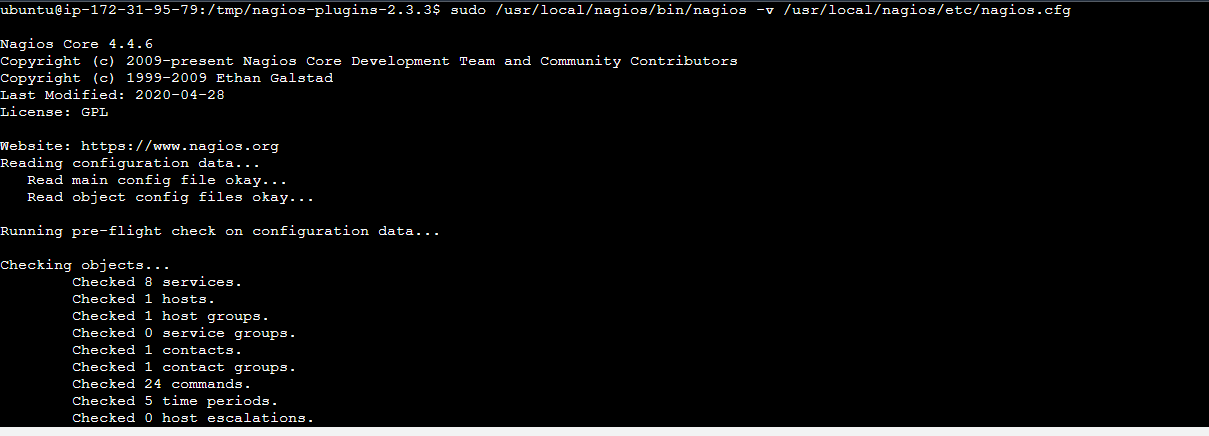 ubuntu@ip-172-31-95-79:/tmp/nagios-plugins-2.3.3$ sudo /usr/local/nagios/bin/nagios -v /usr/local/nagios/etc/nagios.cfg
Nagios Core 4.4.6
Copyright (c) 2009-present Nagios Core Development Team and Community Contributors
Copyright (c) 1999-2009 Ethan Galstad
Last Modified: 2020-04-28
License: GPL
Website: https://www.nagios.org
Reading configuration data...
Read main config file okay...
Read object config files okay...
Running pre-flight check on configuration data...
Checking objects...
Checked 8 services.
Checked 1 hosts.
Checked 1 host groups.
Checked 0 service groups.
Checked 1 contacts.
Checked 1 contact groups.
Checked 24 commands.
Checked 5 time periods.
Checked 0 host escalations.